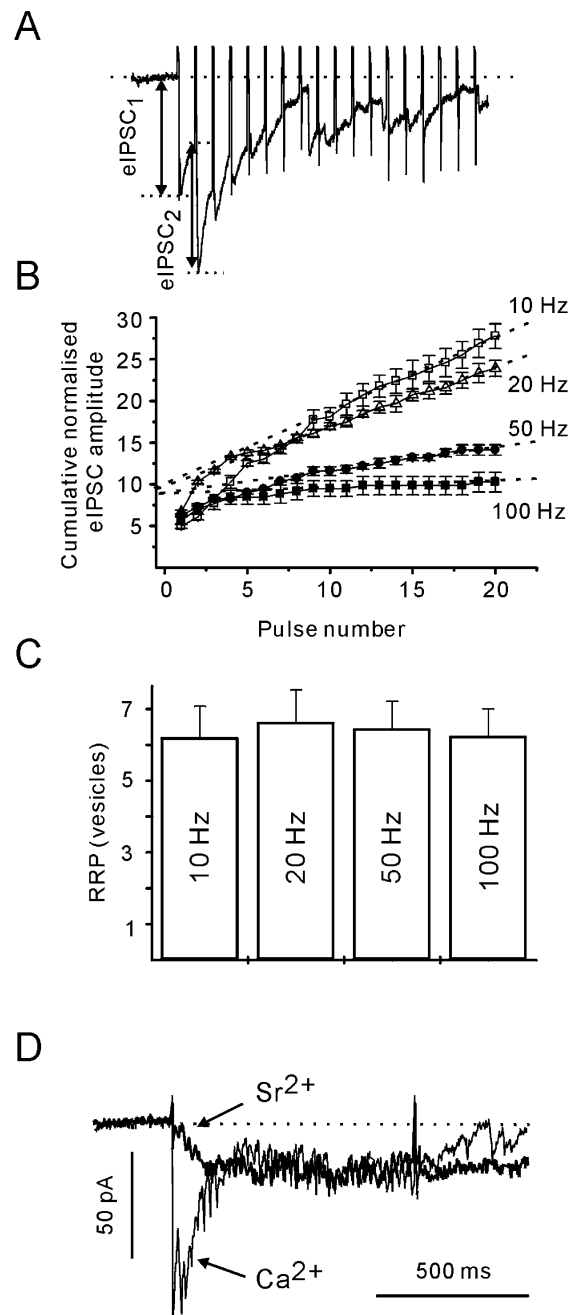 A
eIPSC1
eIPSC2
B
Cumulative normalised
eIPSC amplitude
30
25
20
15
10
5
10 Hz
20 Hz
50 Hz
100 Hz
0
5
10
15
20
Pulse number
C
RRP (vesicles)
7
5
3
1
10 Hz
20 Hz
50 Hz
100 Hz
D
Sr2+
50 pA
Ca2+
500 ms